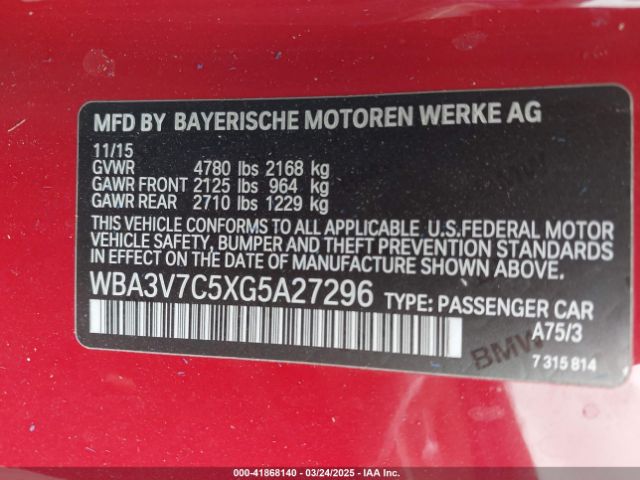 MFD BY BAYERISCHE MOTOREN WERKE AG
11/15
GVWR 4780 lbs 2168 kg
GAWR FRONT 2125 lbs 964 kg
GAWR REAR 2710 lbs 1229 kg
THIS VEHICLE CONFORMS TO ALL APPLICABLE U.S.FEDERAL MOTOR
VEHICLE SAFETY, BUMPER AND THEFT PREVENTION STANDARDS
IN EFFECT ON THE DATE OF MANUFACTURE SHOWN ABOVE.
WBA3V7C5XG5A27296 TYPE: PASSENGER CAR
A75/3
BMW
7 315 814
000-41868140 - 03/24/2025 - IAA Inc.